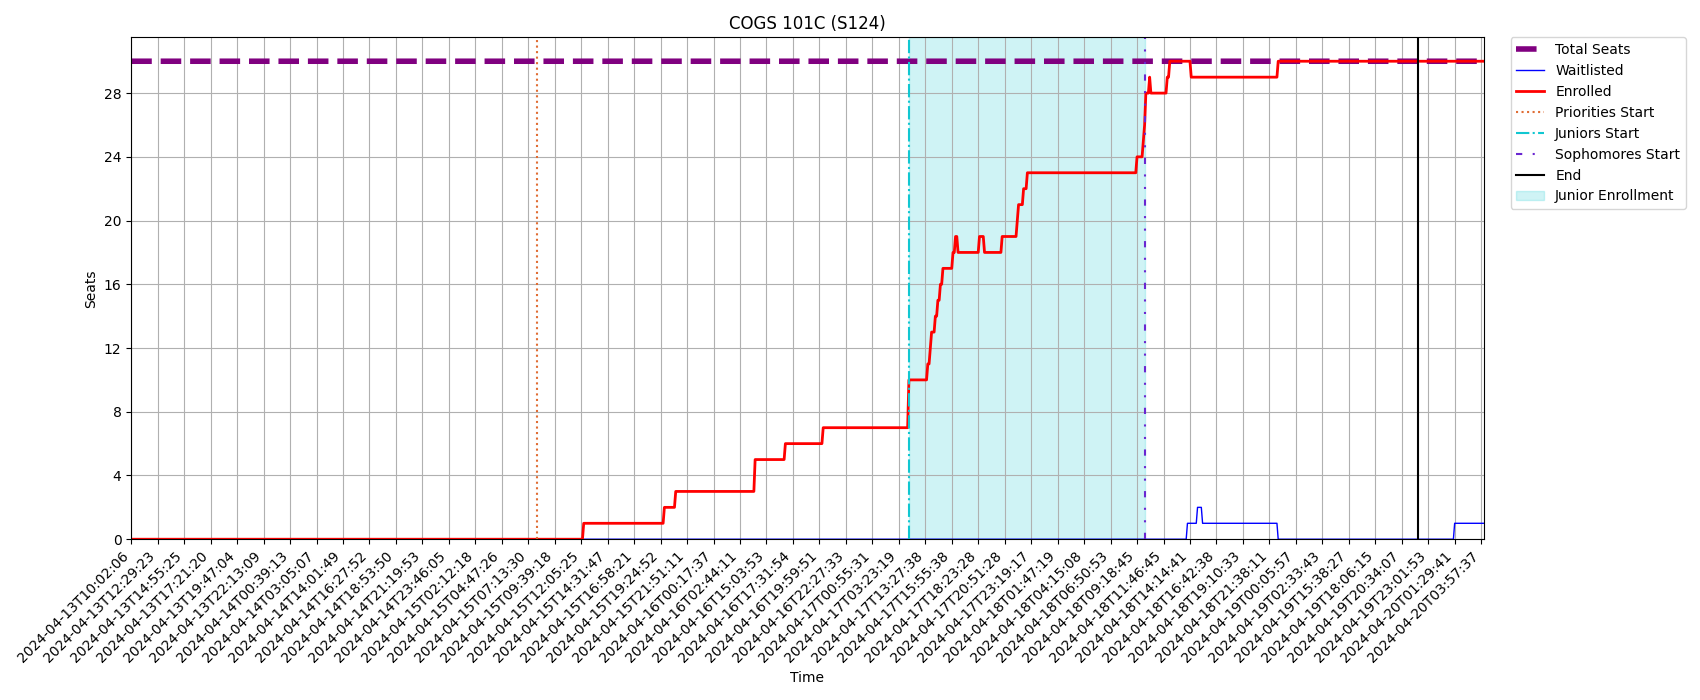 COGS 101C (S124)
Total Seats
Waitlisted
Enrolled
Priorities Start
Juniors Start
Sophomores Start
End
Junior Enrollment
Seats
28
24
20
16
12
8
4
0
2024-04-13T10:02:06
2024-04-13T12:29:23
2024-04-13T14:55:25
2024-04-13T17:21:20
2024-04-13T19:47:04
2024-04-13T22:13:09
2024-04-14T00:39:13
2024-04-14T03:05:07
2024-04-14T14:01:49
2024-04-14T16:27:52
2024-04-14T18:53:50
2024-04-14T21:19:53
2024-04-14T23:46:05
2024-04-15T02:12:18
2024-04-15T04:47:26
2024-04-15T07:13:30
2024-04-15T09:39:18
2024-04-15T12:05:25
2024-04-15T14:31:47
2024-04-15T16:58:21
2024-04-15T19:24:52
2024-04-15T21:51:11
2024-04-16T00:17:37
2024-04-16T02:44:11
2024-04-16T15:03:53
2024-04-16T17:31:54
2024-04-16T19:59:51
2024-04-16T22:27:33
2024-04-17T00:55:31
2024-04-17T03:23:19
2024-04-17T13:27:38
2024-04-17T15:55:38
2024-04-17T18:23:28
2024-04-17T20:51:28
2024-04-17T23:19:17
2024-04-18T01:47:19
2024-04-18T04:15:08
2024-04-18T06:50:53
2024-04-18T09:18:45
2024-04-18T11:46:45
2024-04-18T14:14:41
2024-04-18T16:42:38
2024-04-18T19:10:33
2024-04-18T21:38:11
2024-04-19T00:05:57
2024-04-19T02:33:43
2024-04-19T15:38:27
2024-04-19T18:06:15
2024-04-19T20:34:07
2024-04-19T23:01:53
2024-04-20T01:29:41
2024-04-20T03:57:37
Time